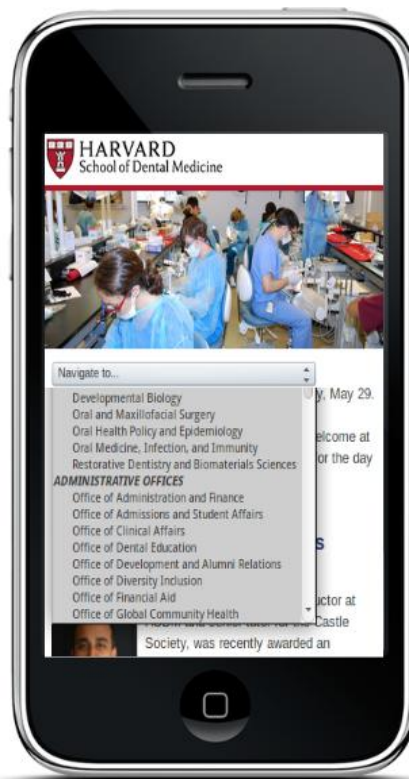 HARVARD
School of Dental Medicine
Navigate to...
y, May 29.
Developmental Biology
Oral and Maxillofacial Surgery
Oral Health Policy and Epidemiology
elcome at
Oral Medicine, Infection, and Immunity
or the day
Restorative Dentistry and Biomaterials Sciences
ADMINISTRATIVE OFFICES
Office of Administration and Finance
Office of Admissions and Student Affairs
Office of Clinical Affairs
Office of Dental Education
s
Office of Development and Alumni Relations
Office of Diversity Inclusion
Office of Financial Aid
uctor at
Office of Global Community Health
Castle
Society, was recently awarded an